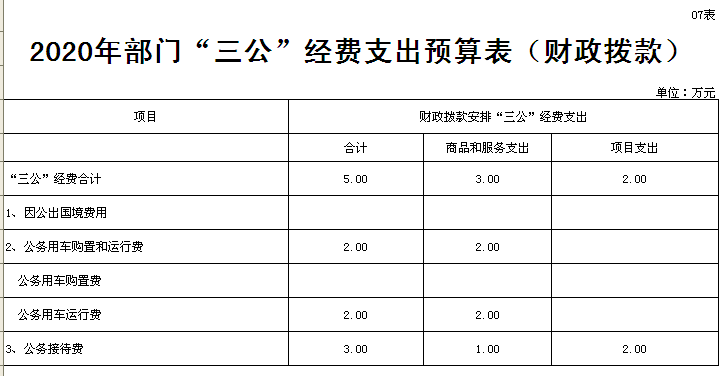 07表
2020年部门“三公”经费支出预算表（财政拨款）
单位：万元
项目 财政拨款安排“三公”经费支出
合计 商品和服务支出 项目支出
“三公”经费合计 5.00 3.00 2.00
1、因公出国境费用
2、公务用车购置和运行费 2.00 2.00
公务用车购置费
公务用车运行费 2.00 2.00
3、公务接待费 3.00 1.00 2.00